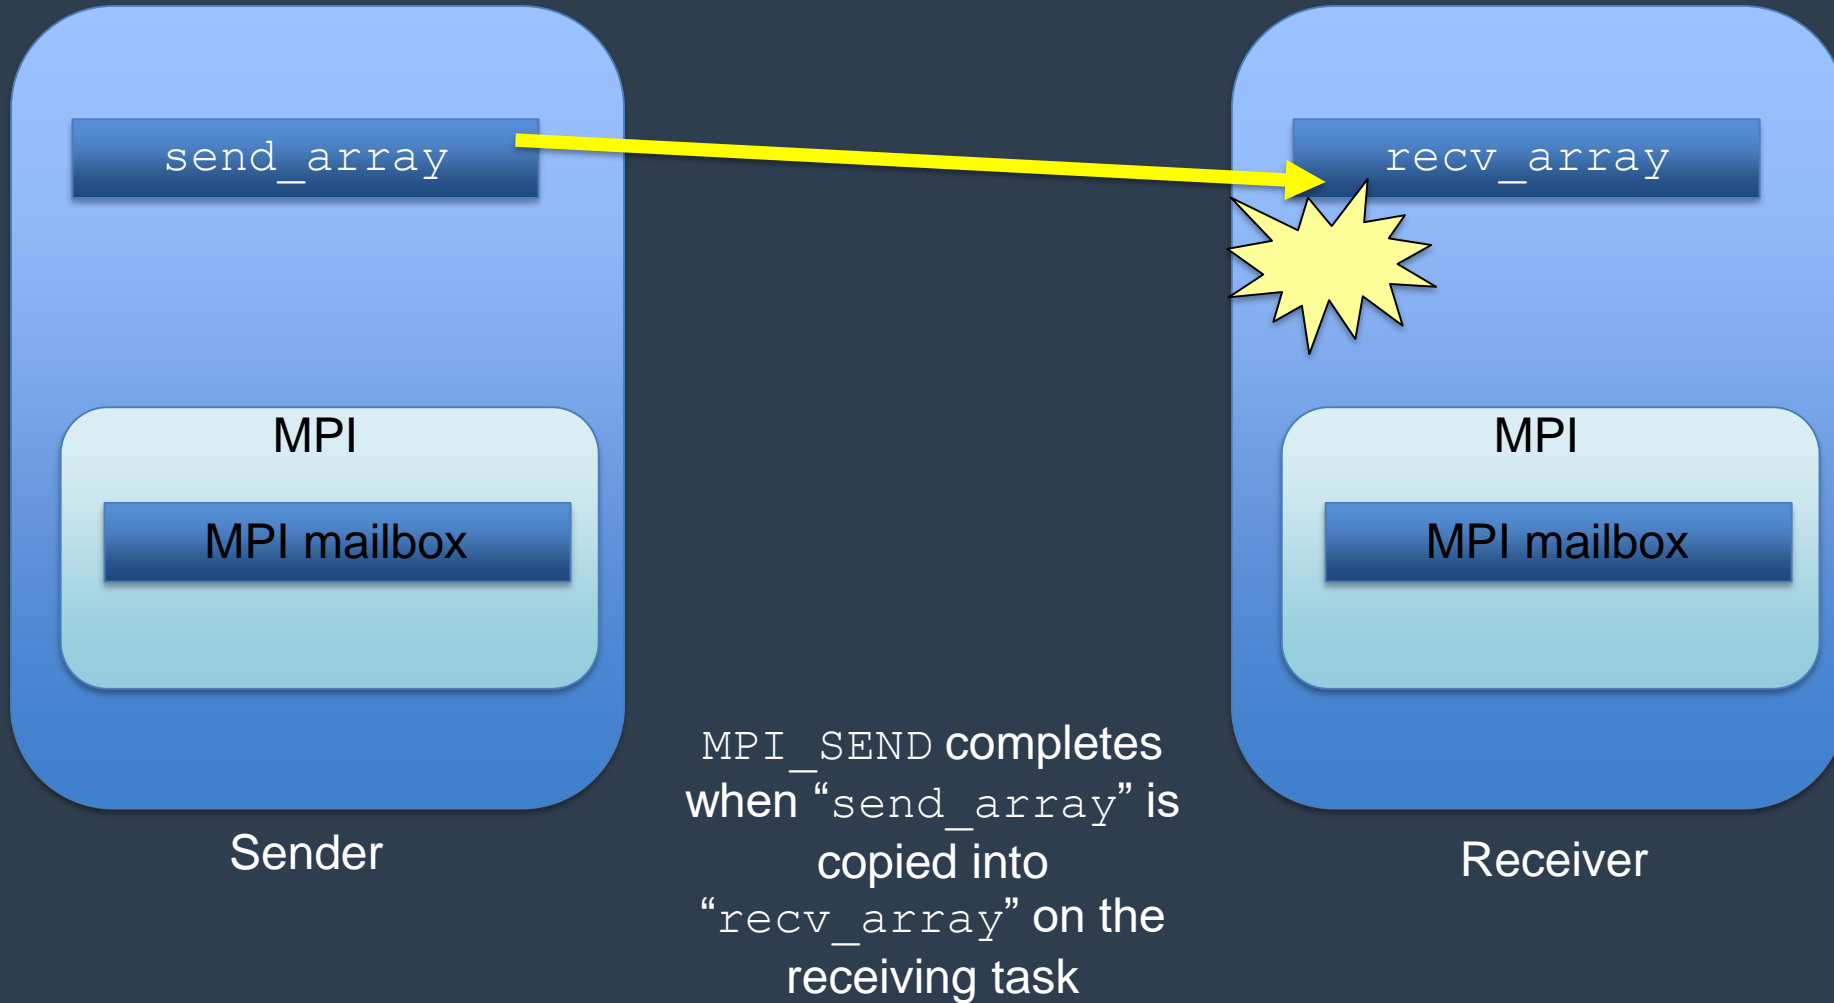 send_array
recv_array
MPI
MPI
MPI mailbox
MPI mailbox
Sender
MPI_SEND completes
when “send_array” is
copied into
“recv_array” on the
receiving task
Receiver